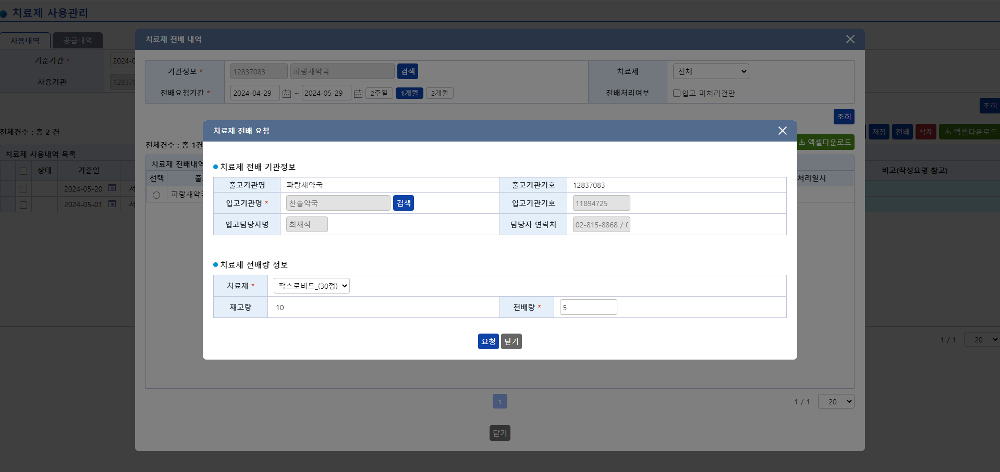 치료제 사용관리
사용내역 공급내역
기준기간 *
사용기관
조회
전체건수 : 총 2 건
저장 전배 삭제 엑셀다운로드
치료제 사용내역 목록
상태 기준일 비고(작성요령 참고)
2024-05-20
2024-05-01
1 / 1 20
치료제 전배 내역
기관정보 * 12837083 파랑새약국 검색 치료제 전체
전배요청기간 * 2024-04-29 ~ 2024-05-29 2주일 1개월 2개월 전배처리여부 입고 미처리건만
조회
전체건수 : 총 1건
엑셀다운로드
치료제 전배내역
선택 처리일시
1 1 / 1 20
닫기
치료제 전배 요청
치료제 전배 기관정보
출고기관명 파랑새약국 출고기관기호 12837083
입고기관명 * 찬솔약국 검색 입고기관기호 11894725
입고담당자명 최재석 담당자 연락처 02-815-8868 /
치료제 전배량 정보
치료제 * 팍스로비드_(30정)
재고량 10 전배량 * 5
요청 닫기